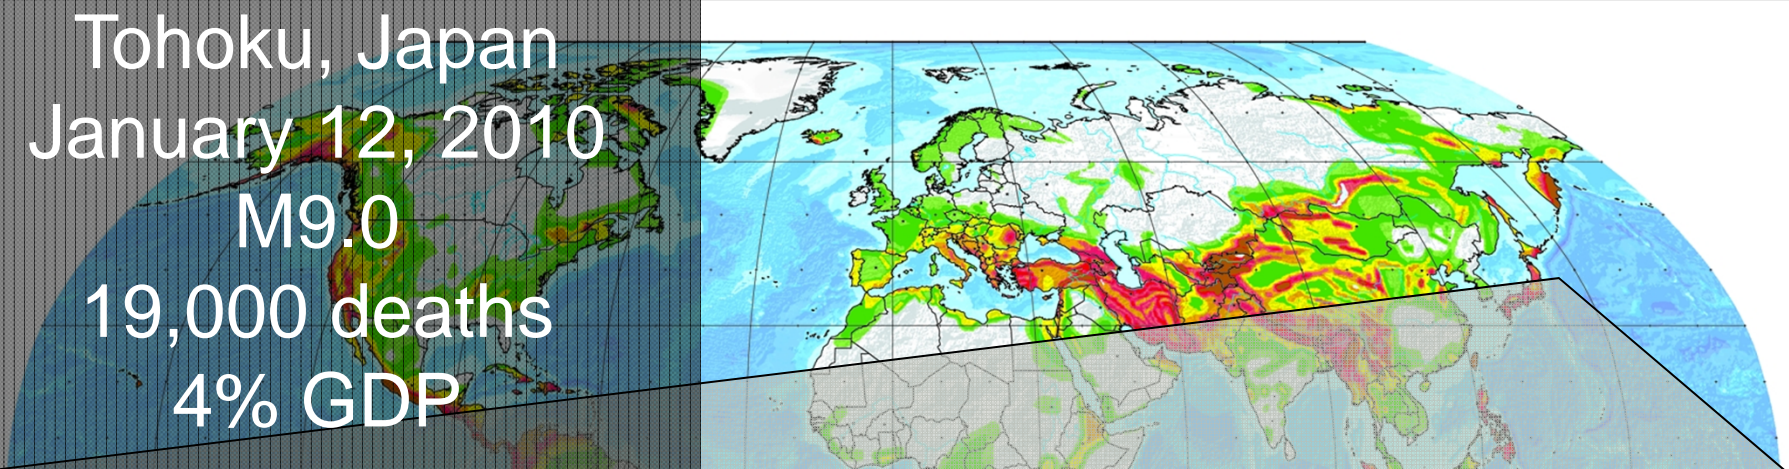 Tohoku, Japan
January 12, 2010
M9.0
19,000 deaths
4% GDP